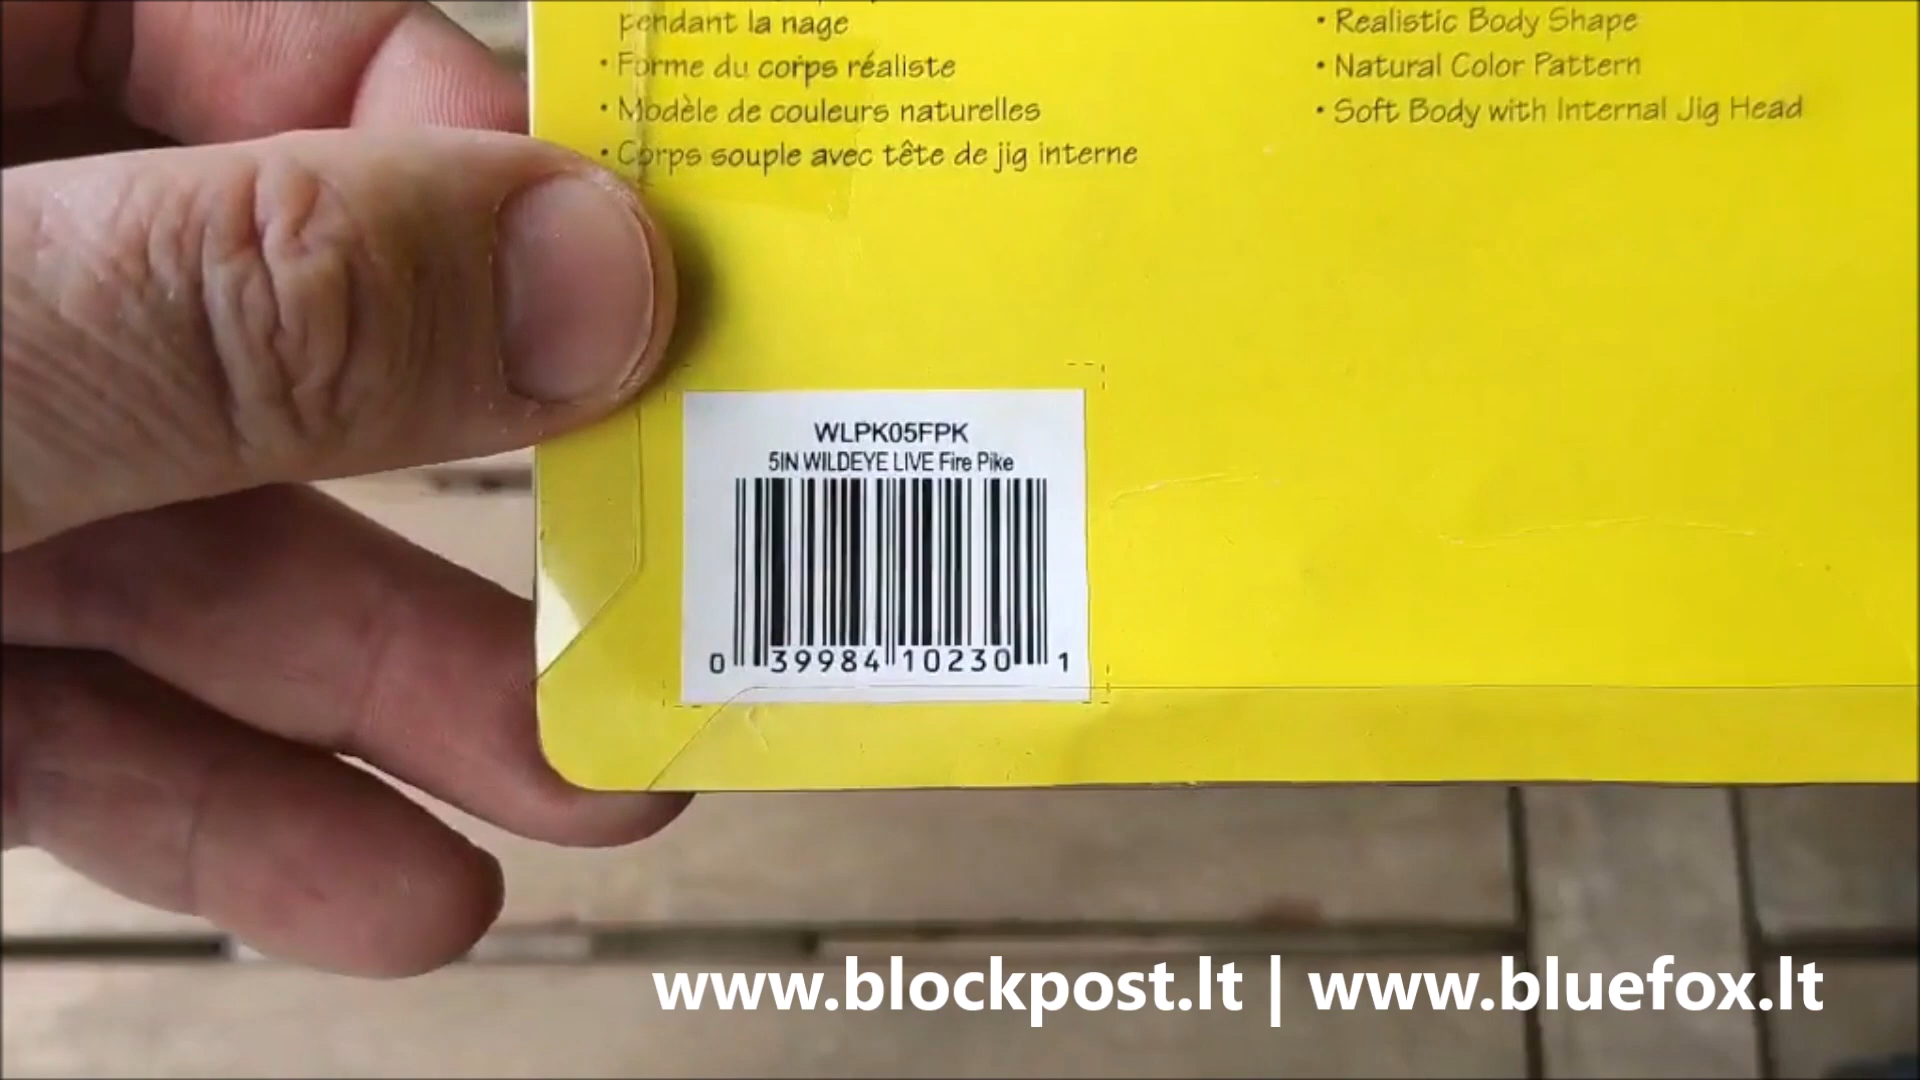 pendant la nage
• Forme du corps réaliste
• Modèle de couleurs naturelles
• Corps souple avec tête de jig interne
• Realistic Body Shape
• Natural Color Pattern
• Soft Body with Internal Jig Head
WLPK05FPK
5IN WILDEYE LIVE Fire Pike
0 39984 10230 1
www.blockpost.lt | www.bluefox.lt